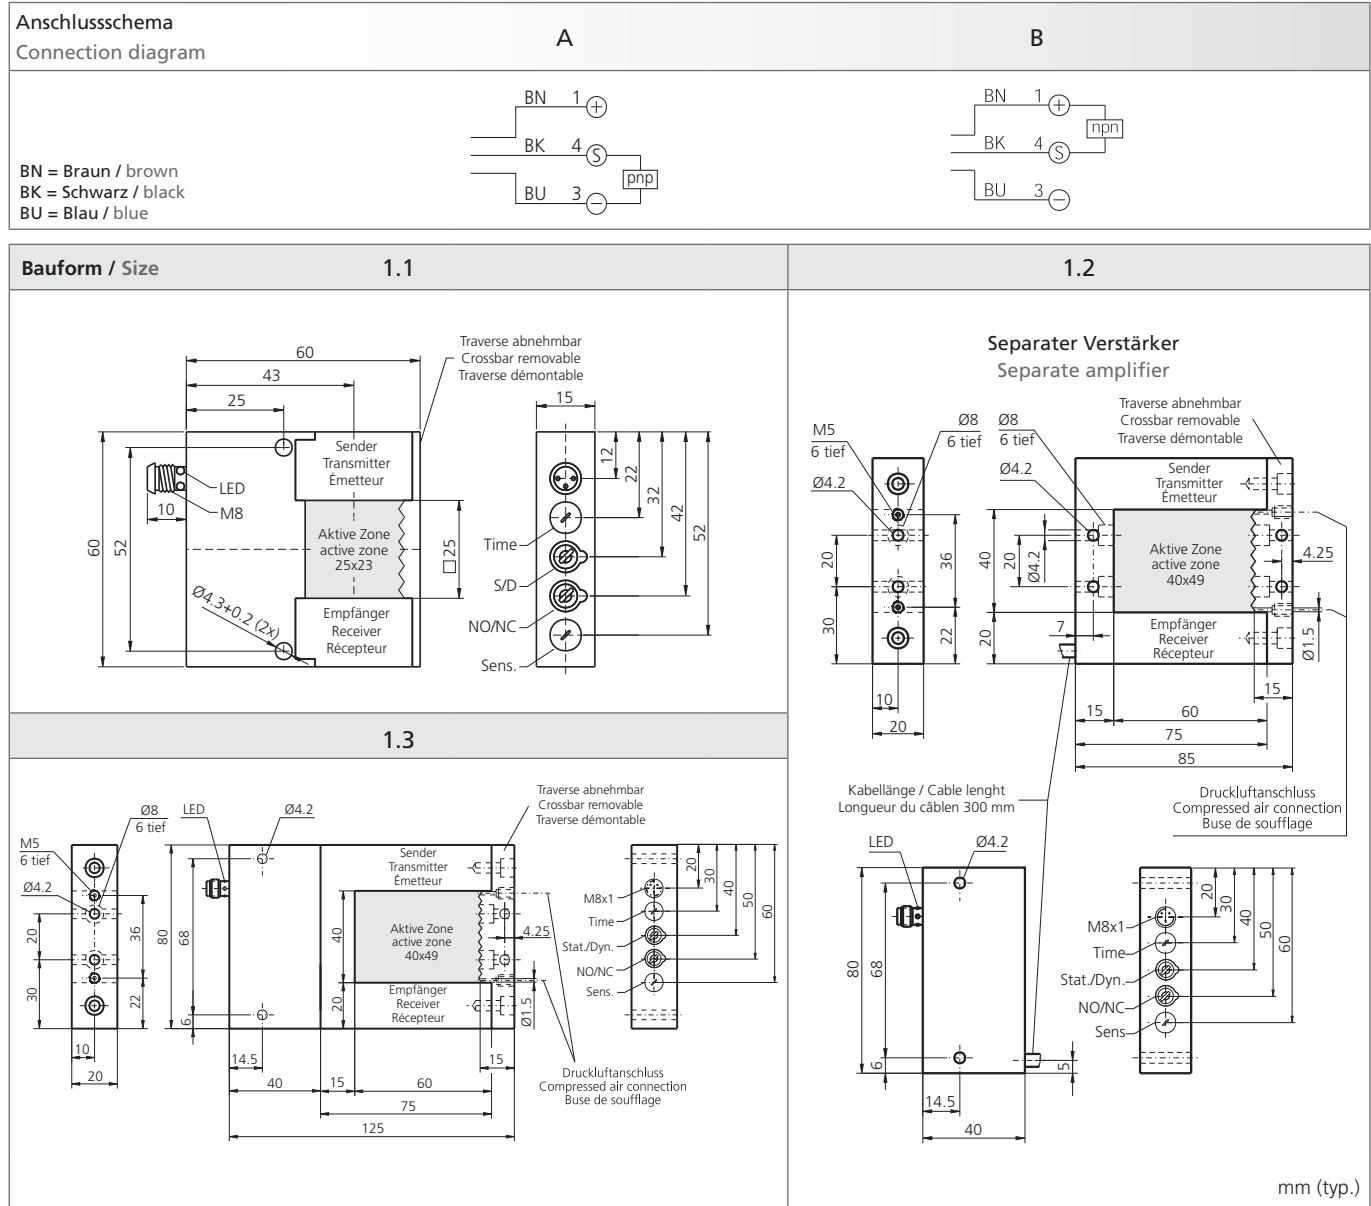 Anschlussschema
Connection diagram
A
B
BN 1 +
BK 4 S
pnp
BU 3 −
BN 1 +
npn
BK 4 S
BU 3 −
BN = Braun / brown
BK = Schwarz / black
BU = Blau / blue
Bauform / Size
1.1
1.2
60
43
25
Traverse abnehmbar
Crossbar removable
Traverse démontable
Sender
Transmitter
Émetteur
LED
M8
10
60
52
Aktive Zone
active zone
25x23
□25
Ø4.3+0.2 (2x)
Empfänger
Receiver
Récepteur
15
12
22
32
42
52
Time
S/D
NO/NC
Sens.
Separater Verstärker
Separate amplifier
Traverse abnehmbar
Crossbar removable
Traverse démontable
M5
6 tief
Ø4.2
Ø8
6 tief
Ø8
6 tief
Ø4.2
Sender
Transmitter
Émetteur
20
30
36
22
10
20
40
20
Ø4.2
20
7
Aktive Zone
active zone
40x49
Empfänger
Receiver
Récepteur
4.25
Ø1.5
15
15
60
75
85
Kabellänge / Cable lenght
Longueur du câblen 300 mm
Druckluftanschluss
Compressed air connection
Buse de soufflage
LED
Ø4.2
80
68
6
14.5
40
5
M8x1
Time
Stat./Dyn.
NO/NC
Sens
20
30
40
50
60
1.3
M5
6 tief
Ø4.2
Ø8
6 tief
LED
Ø4.2
Traverse abnehmbar
Crossbar removable
Traverse démontable
20
30
36
22
10
20
80
68
6
Sender
Transmitter
Émetteur
40
20
Aktive Zone
active zone
40x49
Empfänger
Receiver
Récepteur
4.25
Ø1.5
14.5
40
15
60
15
75
125
Druckluftanschluss
Compressed air connection
Buse de soufflage
M8x1
Time
Stat./Dyn.
NO/NC
Sens.
20
30
40
50
60
mm (typ.)